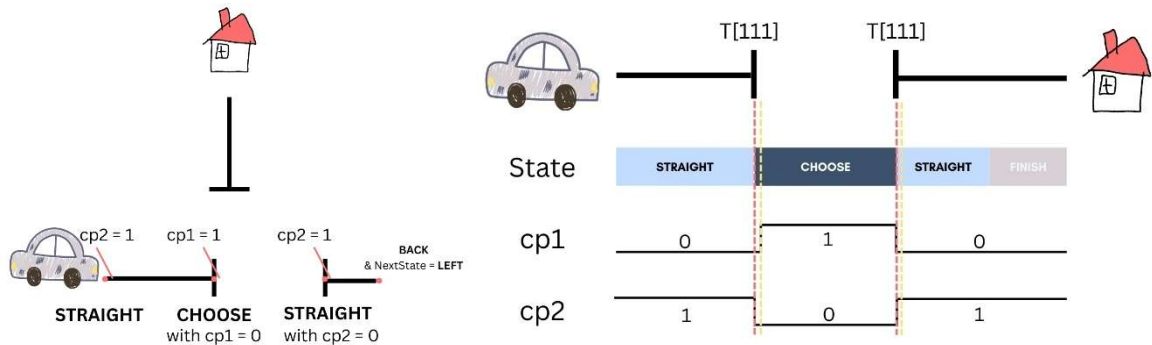 cp2 = 1
cp1 = 1
cp2 = 1
BACK
& NextState = LEFT
STRAIGHT
CHOOSE
with cp1 = 0
STRAIGHT
with cp2 = 0
T[111]
T[111]
State
STRAIGHT
CHOOSE
STRAIGHT
FINISH
cp1
0
1
0
cp2
1
0
1